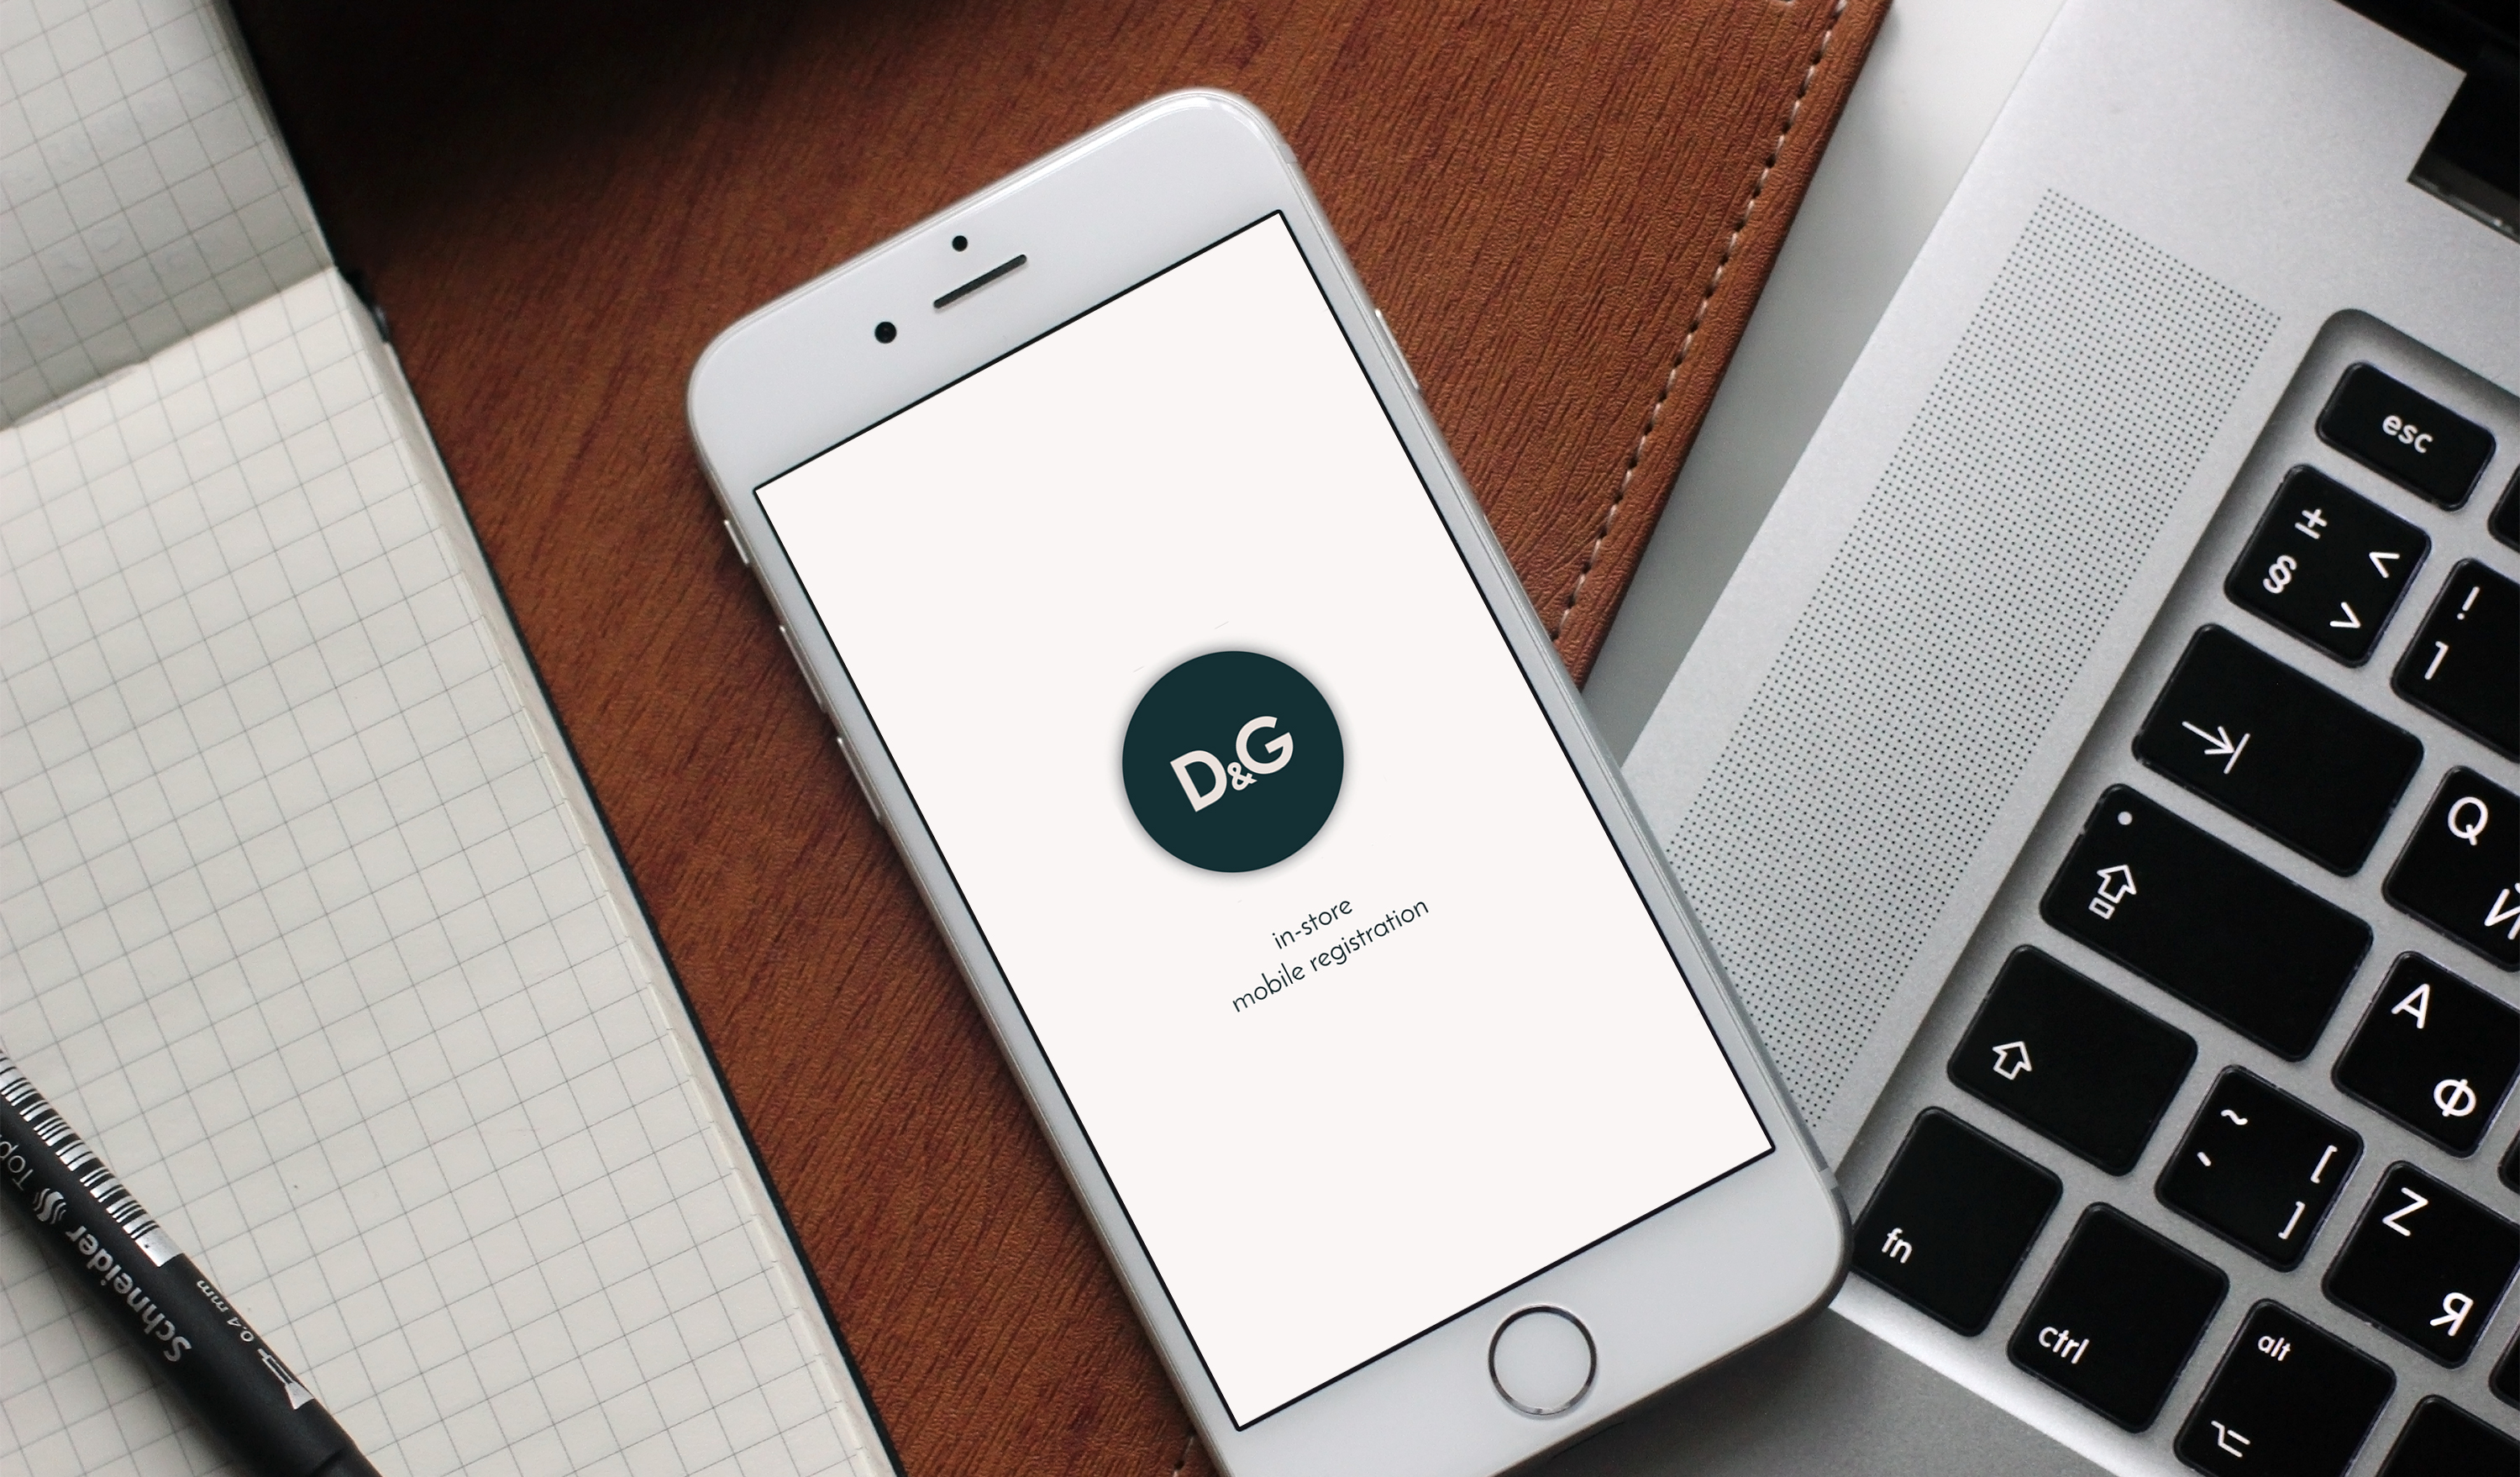 D&G
in-store
mobile registration
Schneider
Top
0.4 mm
esc
±
§
<
>
!
1
Q
Й
A
Ф
~
`
[
]
Z
Я
fn
ctrl
alt